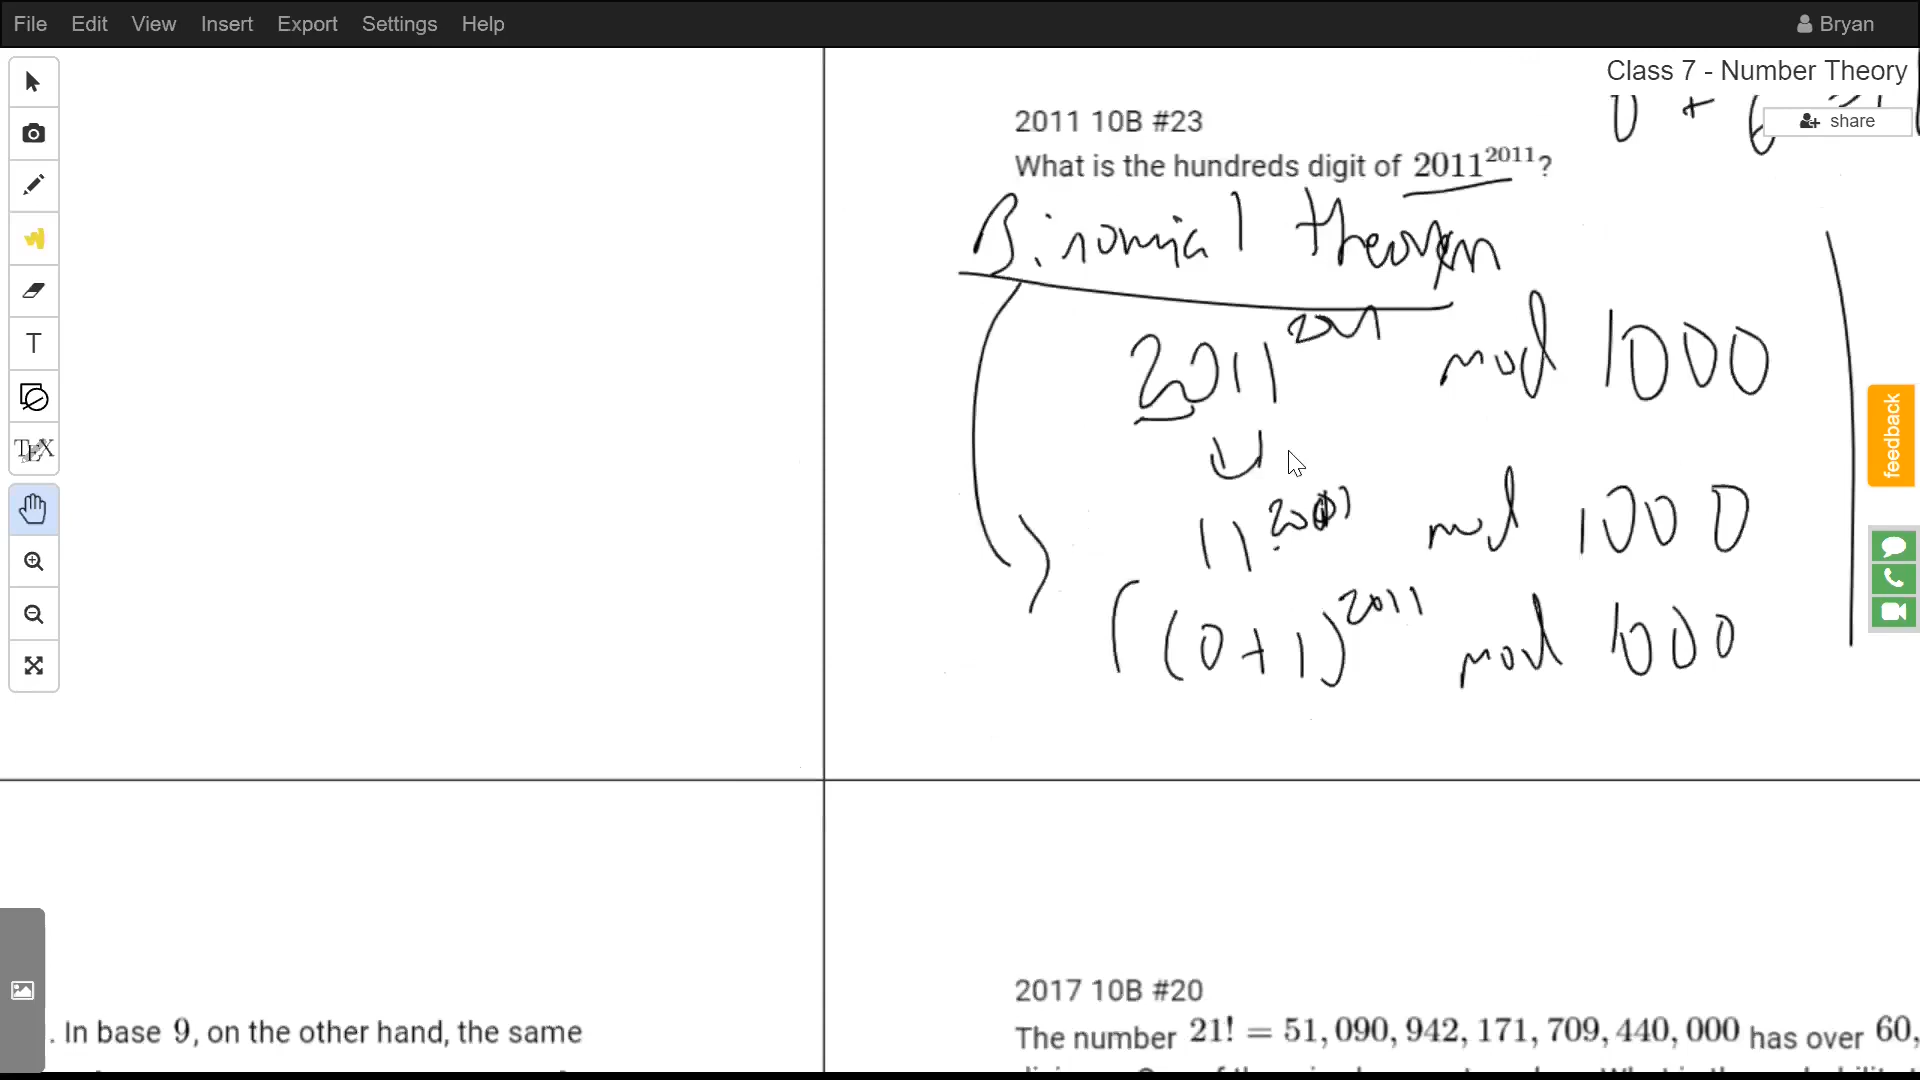 File Edit View Insert Export Settings Help Bryan
Class 7 - Number Theory
share
2011 10B #23
What is the hundreds digit of 2011^2011?
Binomial theorem
2011^2011 mod 1000
11^2011 mod 1000
(10+1)^2011 mod 1000
T
TEX
feedback
. In base 9, on the other hand, the same
2017 10B #20
The number 21! = 51,090,942,171,709,440,000 has over 60,